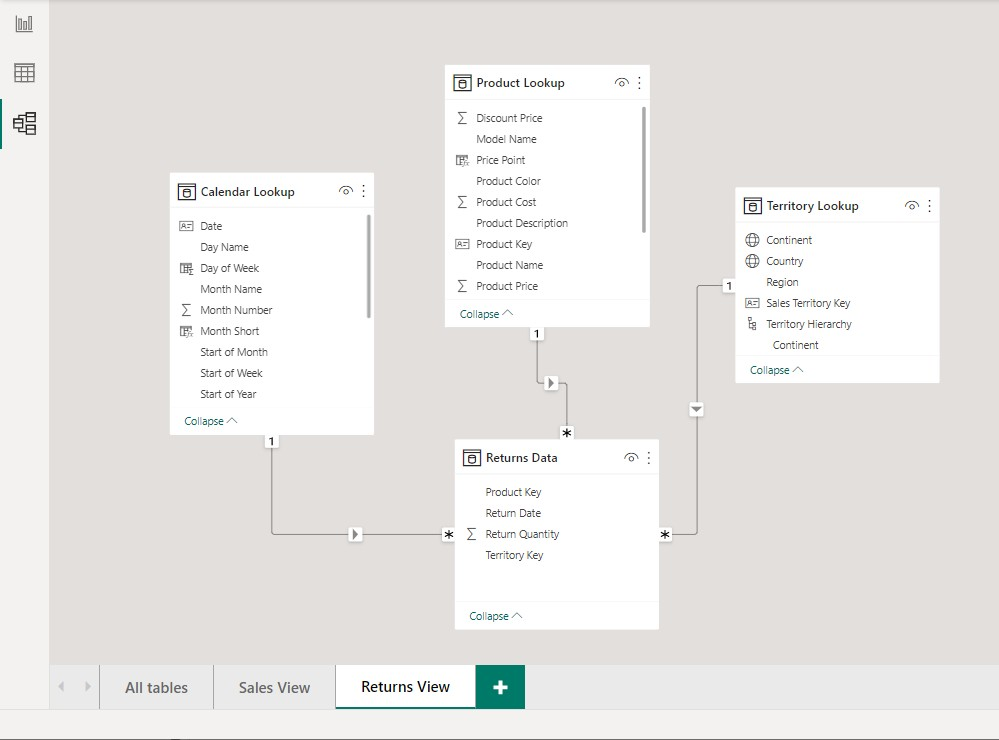 Product Lookup
Discount Price
Model Name
Price Point
Product Color
Product Cost
Product Description
Product Key
Product Name
Product Price
Collapse
1
Calendar Lookup
Date
Day Name
Day of Week
Month Name
Month Number
Month Short
Start of Month
Start of Week
Start of Year
Collapse
1
Territory Lookup
Continent
Country
Region
Sales Territory Key
Territory Hierarchy
Continent
Collapse
1
*
Returns Data
Product Key
Return Date
* Return Quantity *
Territory Key
Collapse
All tables
Sales View
Returns View
+